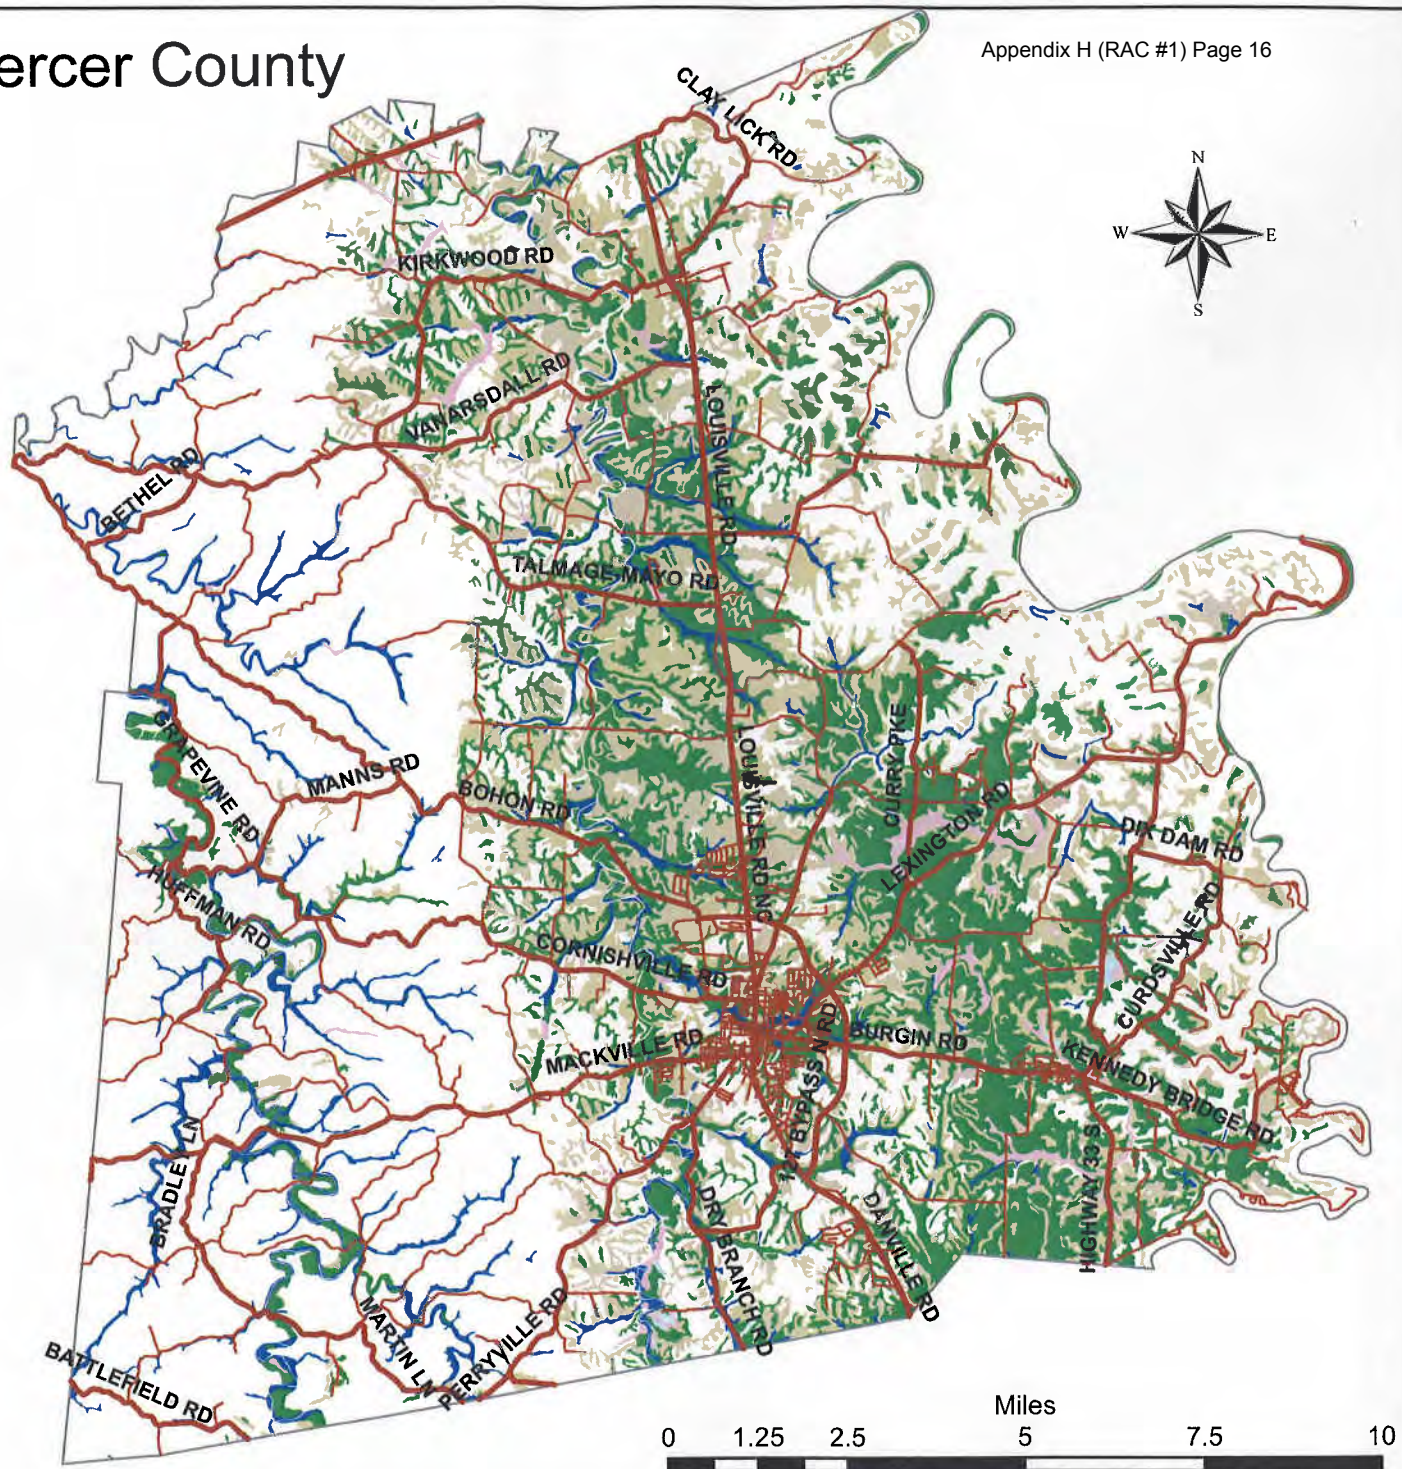 ercer County
Appendix H (RAC #1) Page 16
CLAY LICK RD
N
W E
S
KIRKWOOD RD
VANARSDALL RD
LOUISVILLE RD
BETHEL RD
TALMAGE-MAYO RD
GRAPEVINE RD
MANNS RD
BOHON RD
LOUISVILLE RD NO
CURRY PIKE
LEXINGTON RD
DIX DAM RD
HUFFMAN RD
CORNISHVILLE RD
CURDSVILLE RD
MACKVILLE RD
BURGIN RD
KENNEDY BRIDGE RD
127 BYPASS N RD
BRADLEY LN
DRY BRANCH RD
DANVILLE RD
HIGHWAY 33 S
MARTIN LN
PERRYVILLE RD
BATTLEFIELD RD
Miles
0 1.25 2.5 5 7.5 10